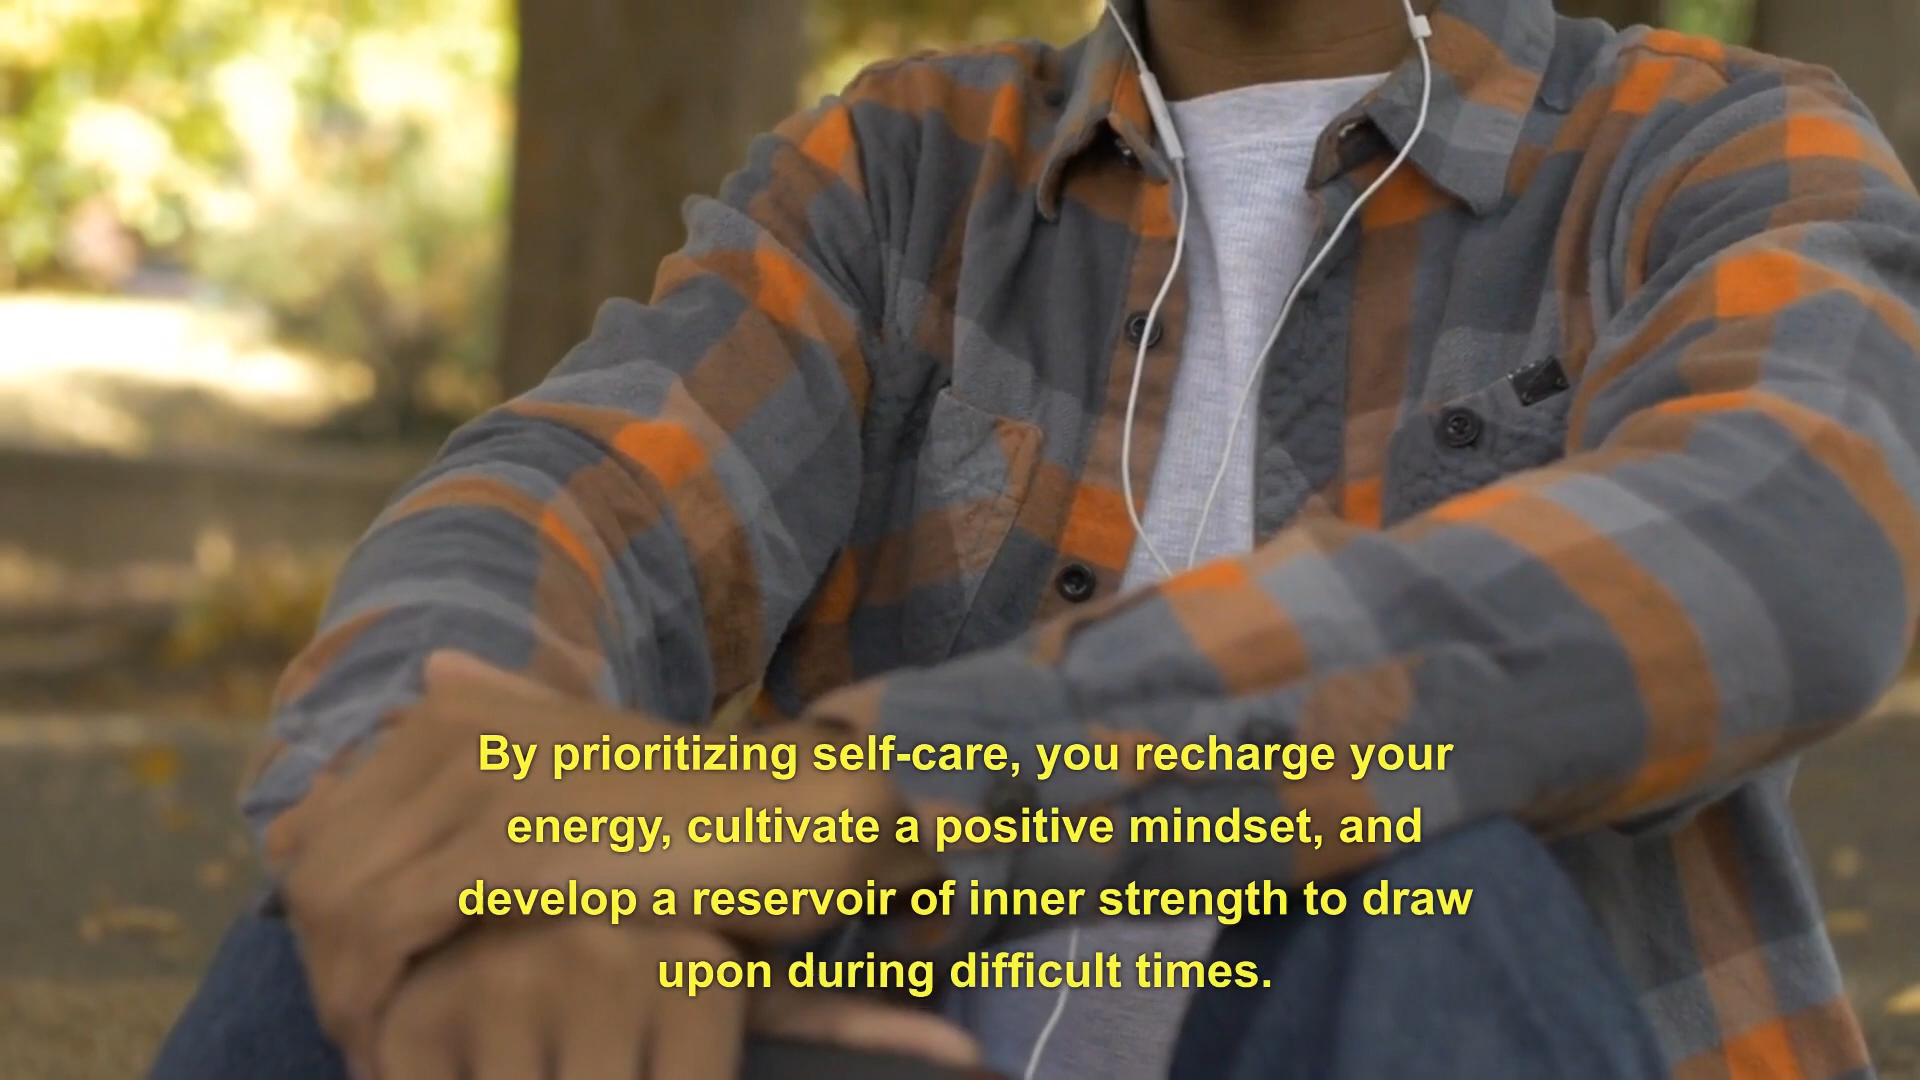 By prioritizing self-care, you recharge your
energy, cultivate a positive mindset, and
develop a reservoir of inner strength to draw
upon during difficult times.